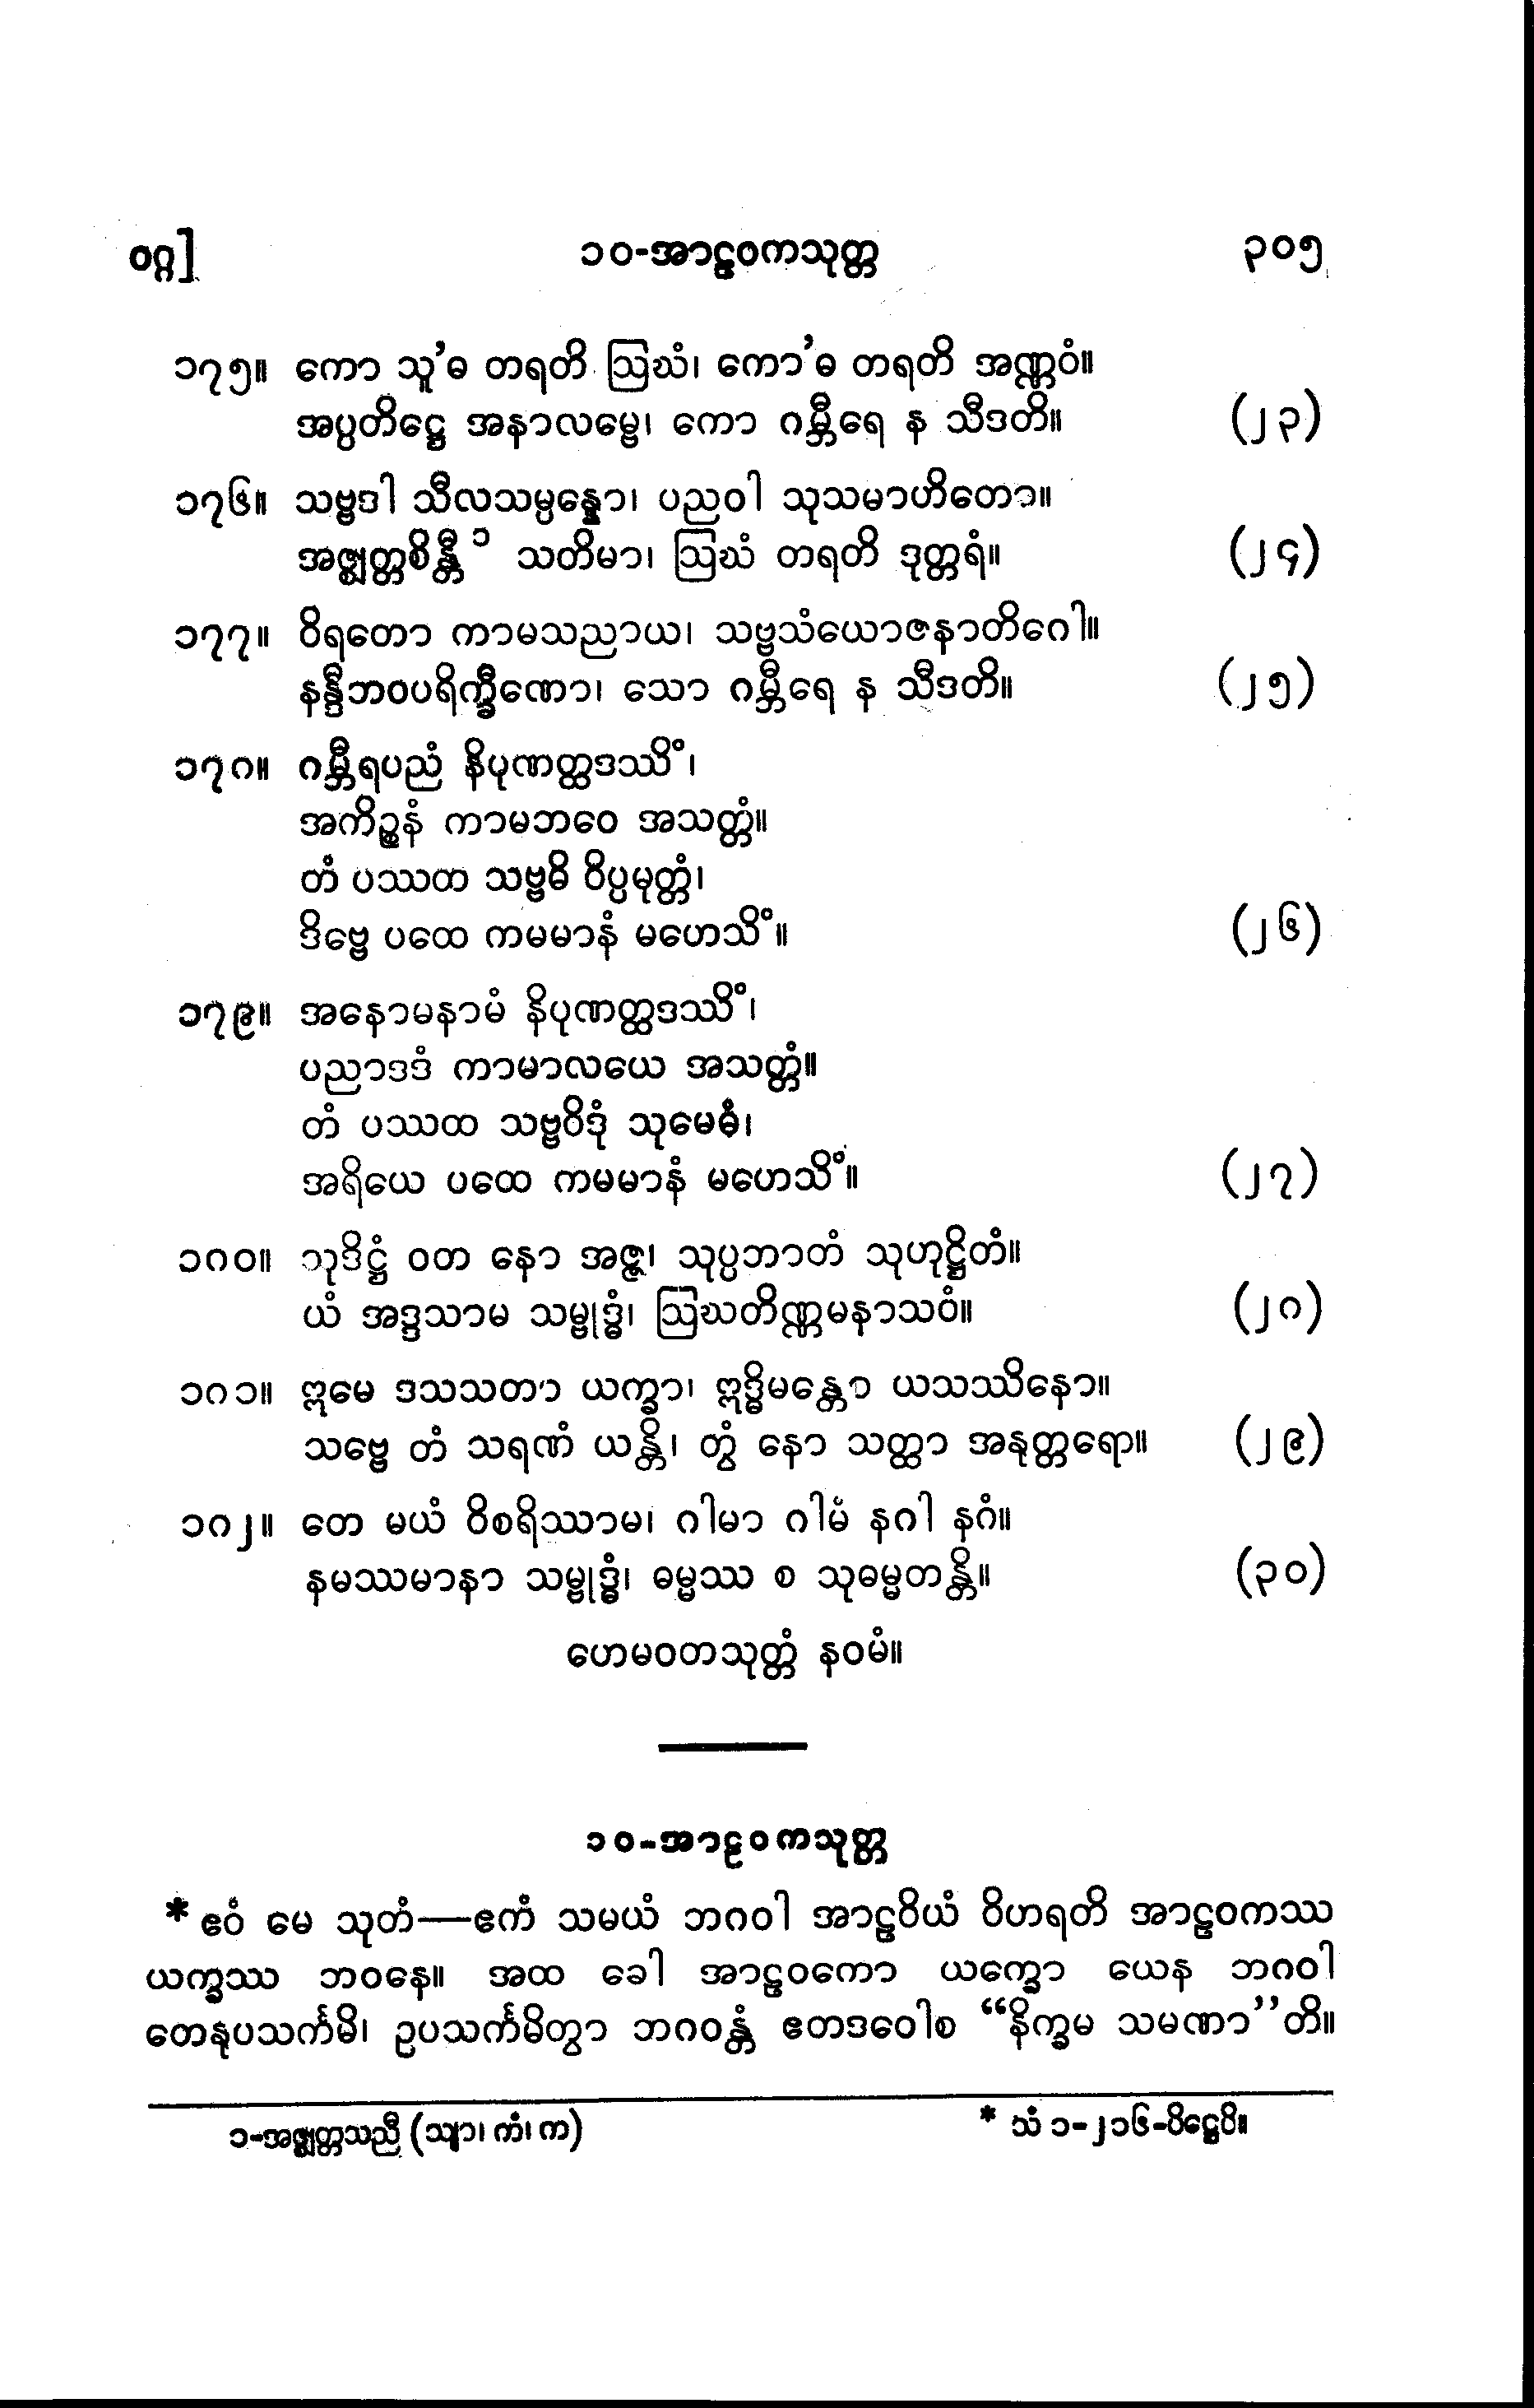 ဝဂ္ဂ]	၁၀-အာဠဝကသုတ္တ	၃၀၅
၁၇၅။ ကော သူ’ဓ တရတိ ဩဃံ၊ ကော’ဓ တရတိ အဏ္ဏဝံ။
အပ္ပတိဋ္ဌေ အနာလမ္ဗေ၊ ကော ဂမ္ဘီရေ န သီဒတိ။ (၂၃)
၁၇၆။ သဗ္ဗဒါ သီလသမ္ပန္နော၊ ပညဝါ သုသမာဟိတော။
အဇ္ဈတ္တစိန္တီ ၁ သတိမာ၊ ဩဃံ တရတိ ဒုတ္တရံ။ (၂၄)
၁၇၇။ ဝိရတော ကာမသညာယ၊ သဗ္ဗသံယောဇနာတိဂေါ။
နန္ဒီဘဝပရိက္ခီဏော၊ သော ဂမ္ဘီရေ န သီဒတိ။ (၂၅)
၁၇၈။ ဂမ္ဘီရပညံ နိပုဏတ္ထဒဿိံ၊
အကိဉ္စနံ ကာမဘဝေ အသတ္တံ။
တံ ပဿထ သဗ္ဗဓိ ဝိပ္ပမုတ္တံ၊
ဒိဗ္ဗေ ပထေ ကမမာနံ မဟေသိံ။ (၂၆)
၁၇၉။ အနောမနာမံ နိပုဏတ္ထဒဿိံ၊
ပညာဒဒံ ကာမာလယေ အသတ္တံ။
တံ ပဿထ သဗ္ဗဝိဒုံ သုမေဓံ၊
အရိယေ ပထေ ကမမာနံ မဟေသိံ။ (၂၇)
၁၈၀။ သုဒိဋ္ဌံ ဝတ နော အဇ္ဇ၊ သုပ္ပဘာတံ သုဟုဋ္ဌိတံ။
ယံ အဒ္ဒသာမ သမ္ဗုဒ္ဓံ၊ ဩဃတိဏ္ဏမနာသဝံ။ (၂၈)
၁၈၁။ ဣမေ ဒသသတာ ယက္ခာ၊ ဣဒ္ဓိမန္တော ယသဿိနော။
သဗ္ဗေ တံ သရဏံ ယန္တိ၊ တွံ နော သတ္ထာ အနုတ္တရော။ (၂၉)
၁၈၂။ တေ မယံ ဝိစရိဿာမ၊ ဂါမာ ဂါမံ နဂါ နဂံ။
နမဿမာနာ သမ္ဗုဒ္ဓံ၊ ဓမ္မဿ စ သုဓမ္မတန္တိ။ (၃၀)
ဟေမဝတသုတ္တံ နဝမံ။
၁၀-အာဠဝကသုတ္တ
* ဧဝံ မေ သုတံ—ဧကံ သမယံ ဘဂဝါ အာဠဝိယံ ဝိဟရတိ အာဠဝကဿ
ယက္ခဿ ဘဝနေ။ အထ ခေါ အာဠဝကော ယက္ခော ယေန ဘဂဝါ
တေနုပသင်္ကမိ၊ ဥပသင်္ကမိတွာ ဘဂဝန္တံ ဧတဒဝေါစ “နိက္ခမ သမဏာ”တိ။
၁-အဇ္ဈတ္တသညီ (သျာ၊ ကံ၊ က)	* သံ ၁-၂၁၆-ပိဋ္ဌေပိ။